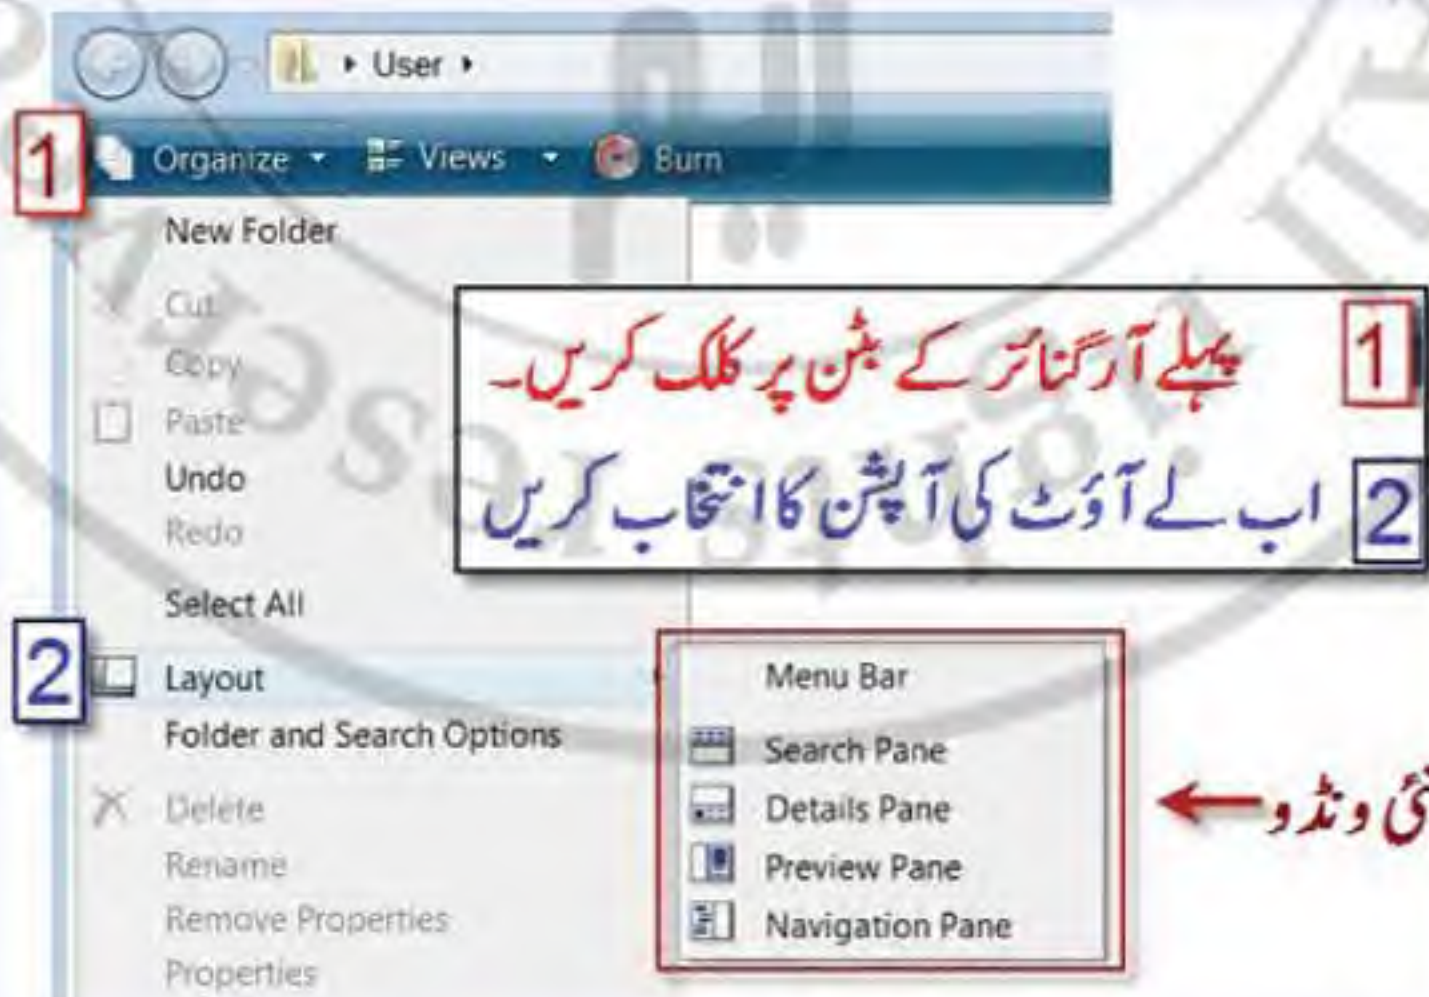 User
1 Organize Views Burn
New Folder
Cut
Copy
Paste
Undo
Redo
Select All
2 Layout
Folder and Search Options
Delete
Rename
Remove Properties
Properties
1 پہلے آرگنائز کے بٹن پر کلک کریں۔
2 اب لے آؤٹ کی آپشن کا انتخاب کریں
Menu Bar
Search Pane
Details Pane
Preview Pane
Navigation Pane
نئی ونڈو